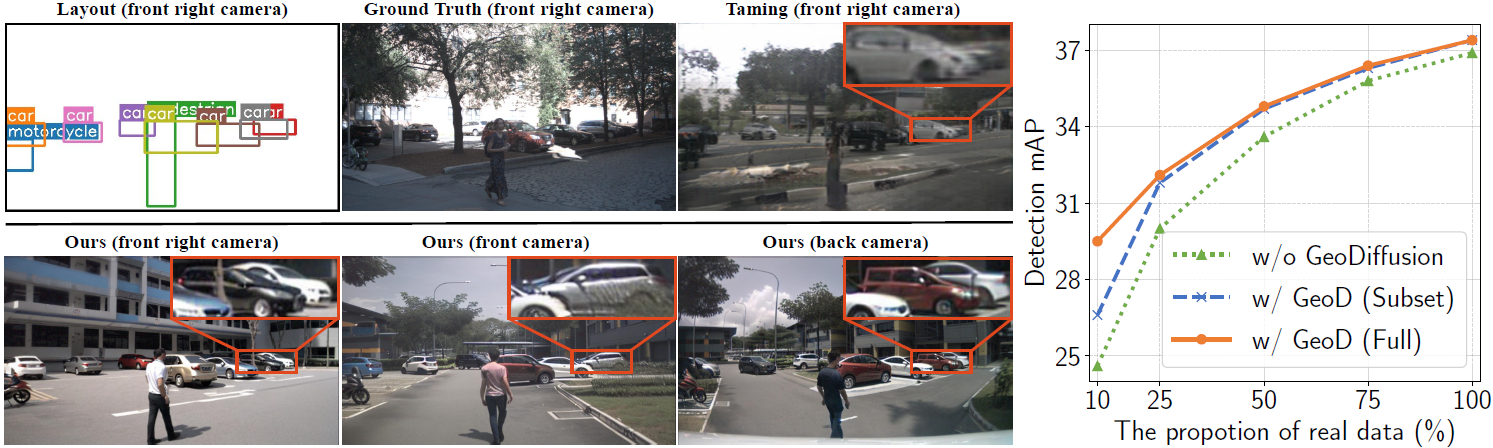 Layout (front right camera)
Ground Truth (front right camera)
Taming (front right camera)
car
motorcycle
car
car
car
destrian
car
car
ar
Ours (front right camera)
Ours (front camera)
Ours (back camera)
Detection mAP
37
34
31
28
25
w/o GeoDiffusion
w/ GeoD (Subset)
w/ GeoD (Full)
10
25
50
75
100
The propotion of real data (%)